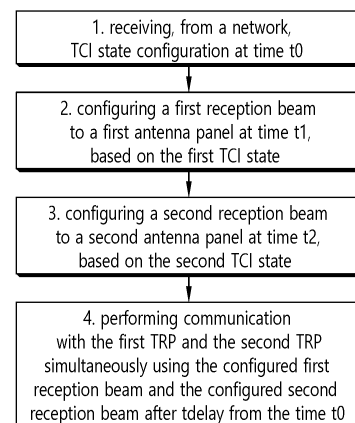 1. receiving, from a network,
TCI state configuration at time t0
2. configuring a first reception beam
to a first antenna panel at time t1,
based on the first TCI state
3. configuring a second reception beam
to a second antenna panel at time t2,
based on the second TCI state
4. performing communication
with the first TRP and the second TRP
simultaneously using the configured first
reception beam and the configured second
reception beam after tdelay from the time t0